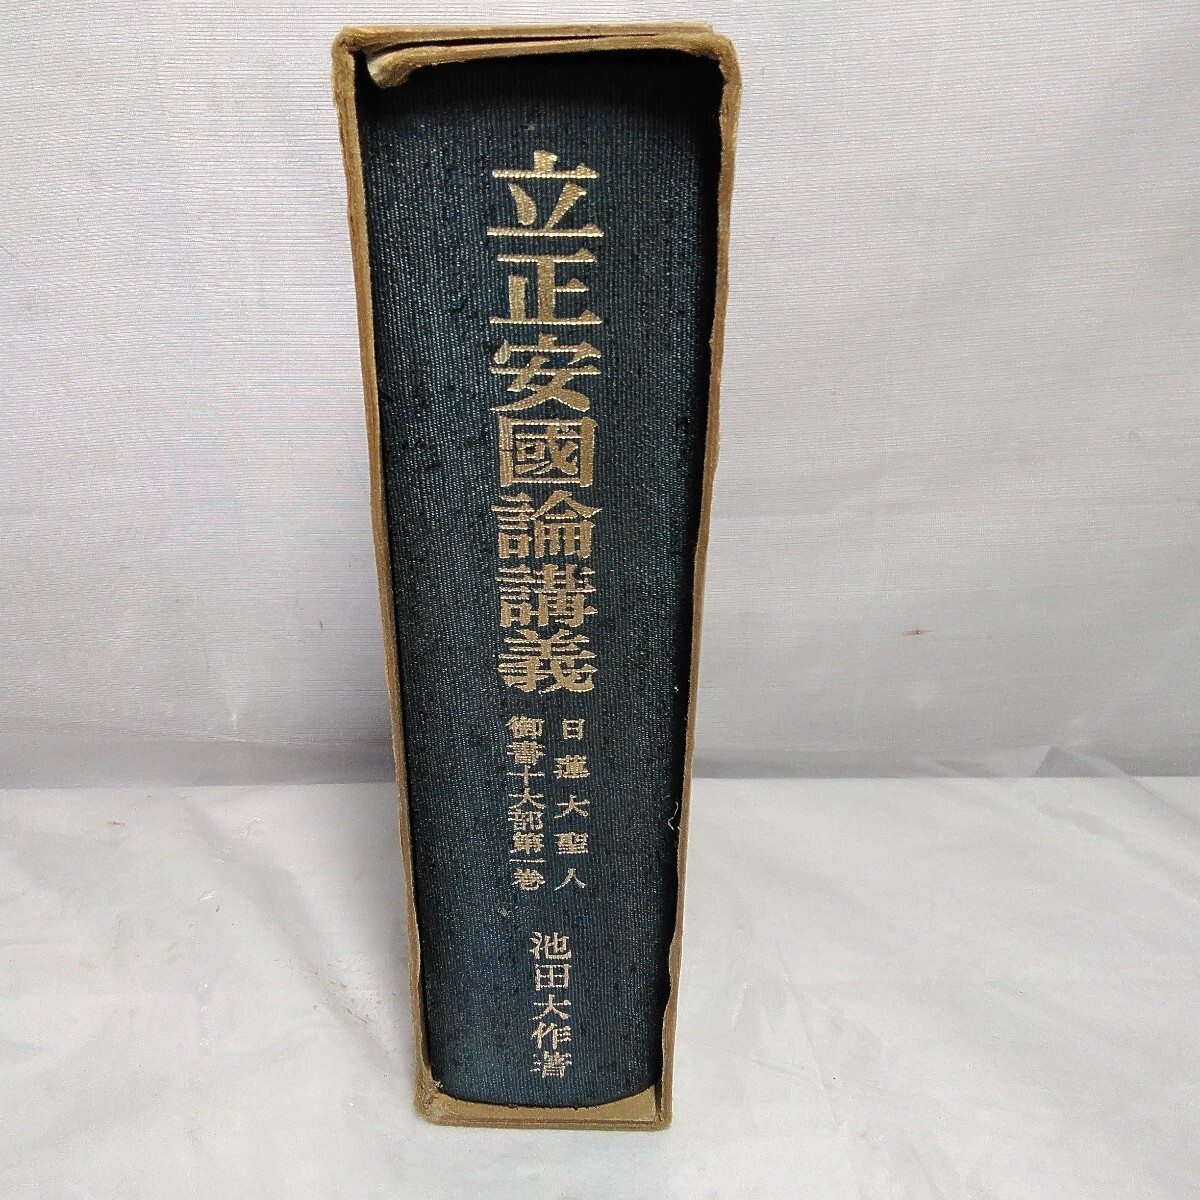 立正安國論講義
日蓮大聖人
御書十大部第一巻
池田大作著